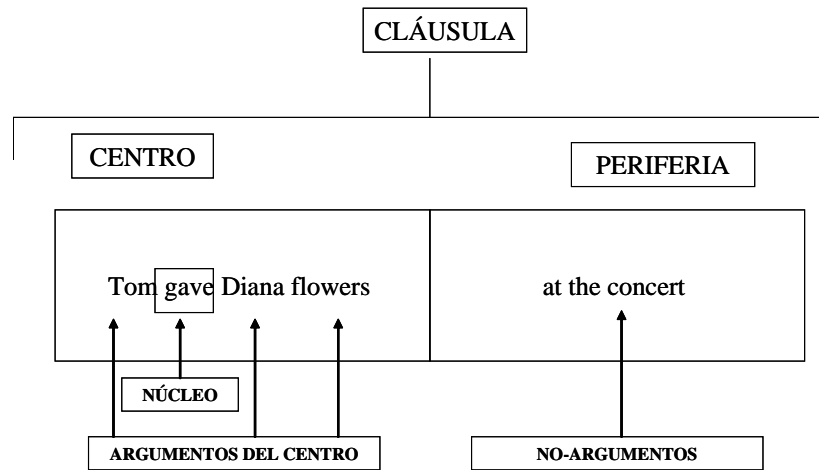 CLÁUSULA
CENTRO
PERIFERIA
Tom gave Diana flowers
at the concert
NÚCLEO
ARGUMENTOS DEL CENTRO
NO-ARGUMENTOS